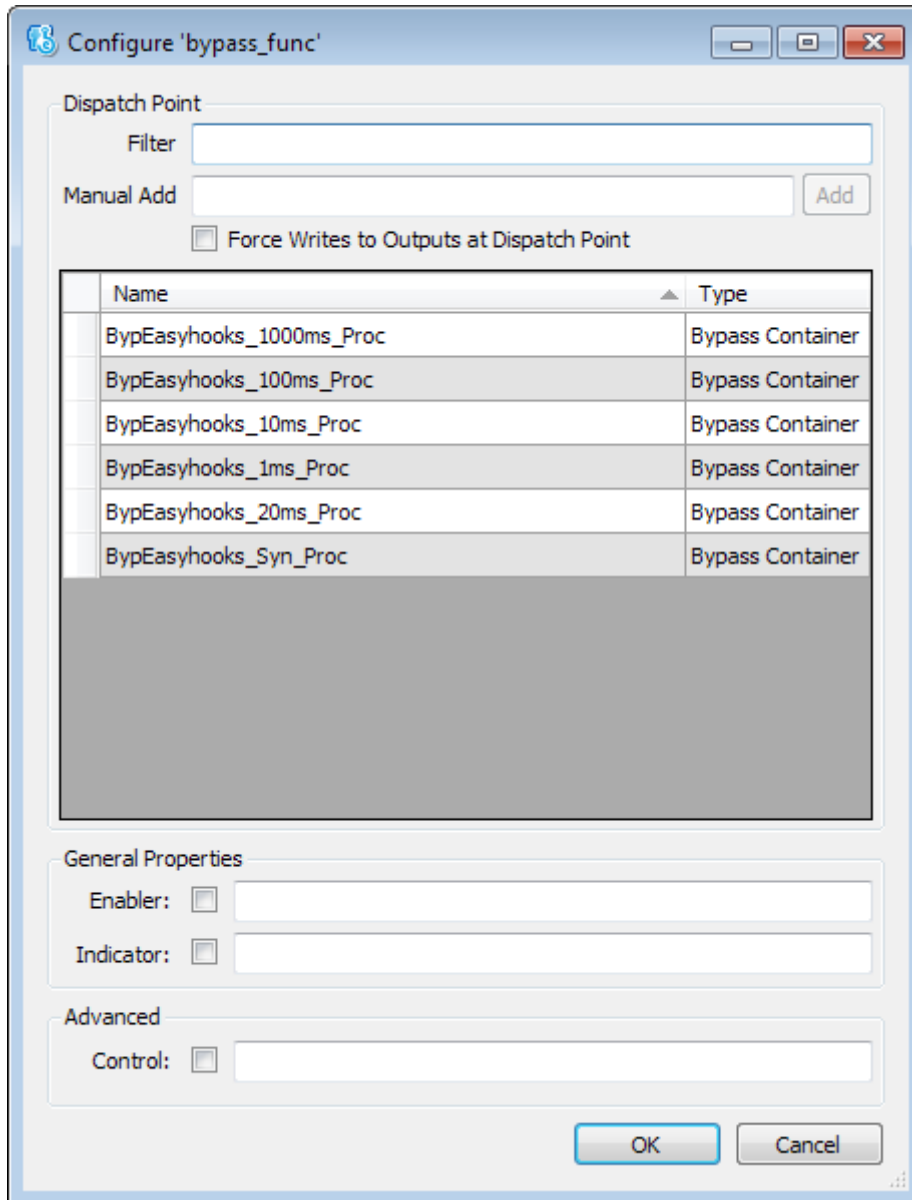 Configure 'bypass_func'
Dispatch Point
Filter
Manual Add Add
Force Writes to Outputs at Dispatch Point
Name Type
BypEasyhooks_1000ms_Proc Bypass Container
BypEasyhooks_100ms_Proc Bypass Container
BypEasyhooks_10ms_Proc Bypass Container
BypEasyhooks_1ms_Proc Bypass Container
BypEasyhooks_20ms_Proc Bypass Container
BypEasyhooks_Syn_Proc Bypass Container
General Properties
Enabler:
Indicator:
Advanced
Control:
OK Cancel